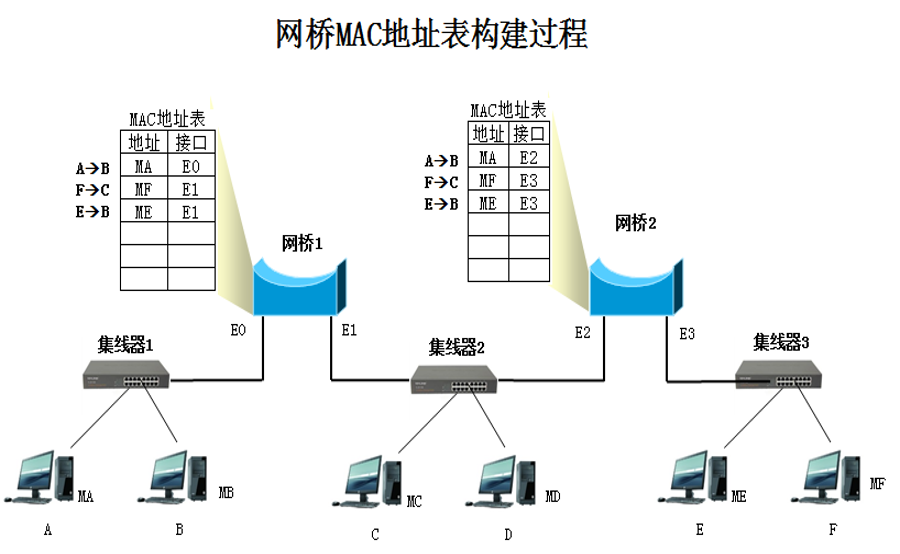 网桥MAC地址表构建过程
MAC地址表
地址 接口
A→B MA E0
F→C MF E1
E→B ME E1
MAC地址表
地址 接口
A→B MA E2
F→C MF E3
E→B ME E3
网桥1
网桥2
E0 E1
E2 E3
集线器1
集线器2
集线器3
MA MB MC MD ME MF
A B C D E F